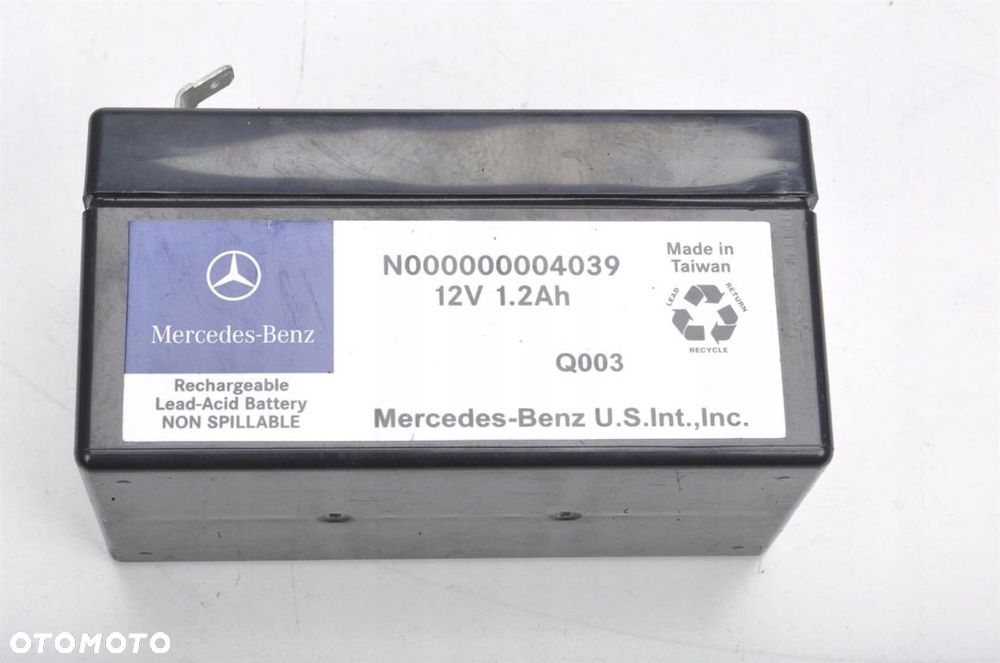 Mercedes-Benz
Rechargeable
Lead-Acid Battery
NON SPILLABLE
N000000004039
12V 1.2Ah
Q003
Mercedes-Benz U.S.Int.,Inc.
Made in
Taiwan
LEAD
RETURN
RECYCLE
OTOMOTO